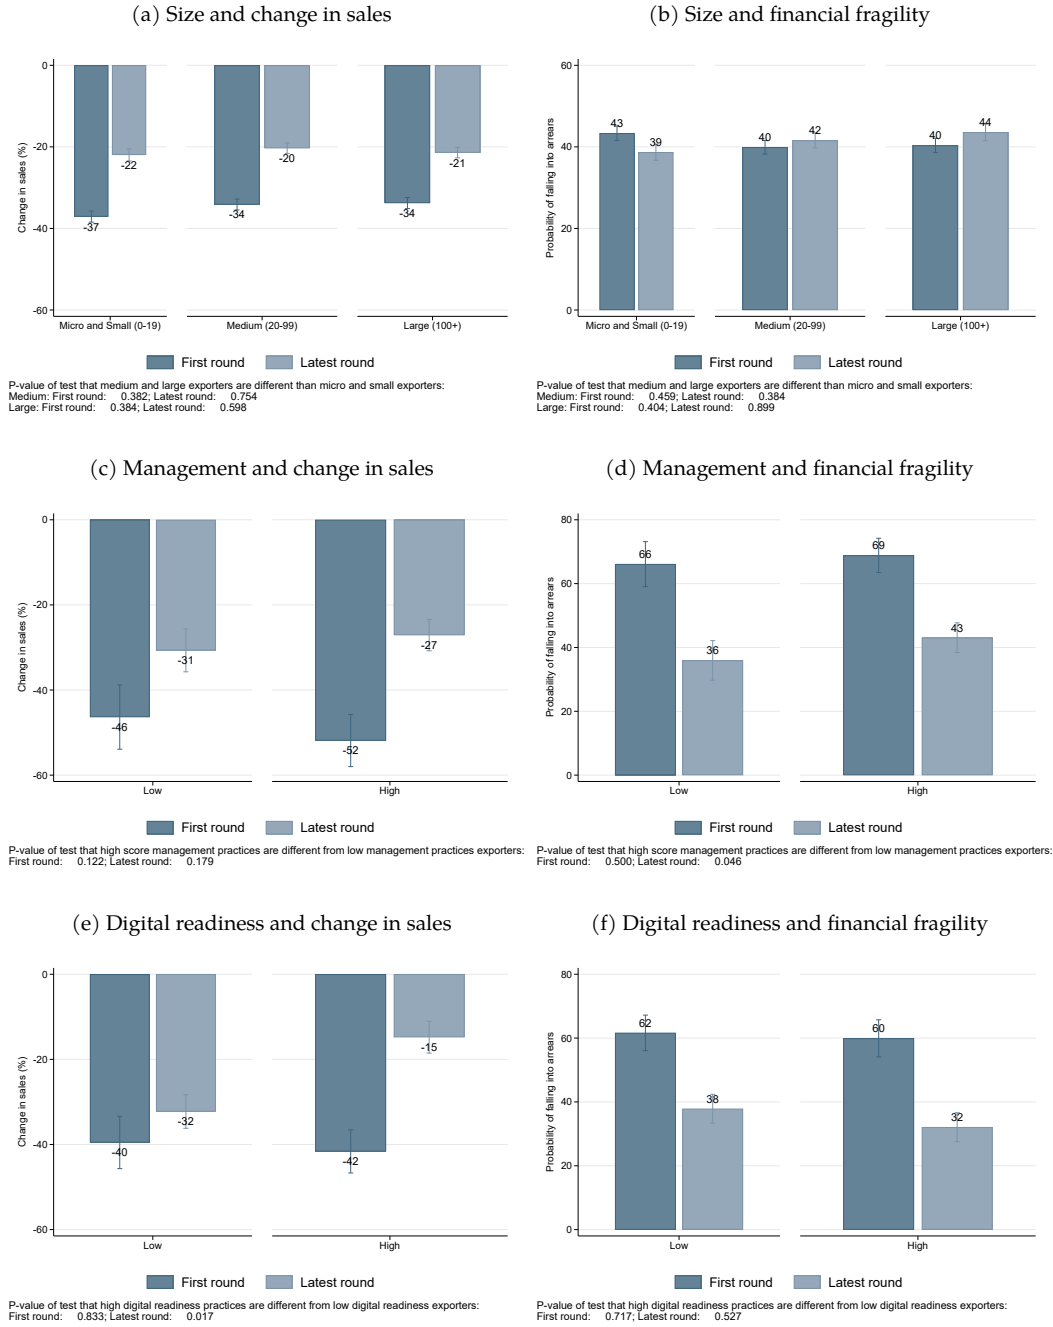 (a) Size and change in sales
0
-20
-40
-60
Change in sales (%)
-37
-22
-34
-20
-34
-21
Micro and Small (0-19)
Medium (20-99)
Large (100+)
First round
Latest round
P-value of test that medium and large exporters are different than micro and small exporters:
Medium: First round: 0.382; Latest round: 0.754
Large: First round: 0.384; Latest round: 0.598
(b) Size and financial fragility
60
40
20
0
Probability of falling into arrears
43
39
40
42
40
44
Micro and Small (0-19)
Medium (20-99)
Large (100+)
First round
Latest round
P-value of test that medium and large exporters are different than micro and small exporters:
Medium: First round: 0.459; Latest round: 0.384
Large: First round: 0.404; Latest round: 0.899
(c) Management and change in sales
0
-20
-40
-60
Change in sales (%)
-46
-31
-52
-27
Low
High
First round
Latest round
P-value of test that high score management practices are different from low management practices exporters:
First round: 0.122; Latest round: 0.179
(d) Management and financial fragility
80
60
40
20
0
Probability of falling into arrears
66
36
69
43
Low
High
First round
Latest round
P-value of test that high score management practices are different from low management practices exporters:
First round: 0.500; Latest round: 0.046
(e) Digital readiness and change in sales
0
-20
-40
-60
Change in sales (%)
-40
-32
-42
-15
Low
High
First round
Latest round
P-value of test that high digital readiness practices are different from low digital readiness exporters:
First round: 0.833; Latest round: 0.017
(f) Digital readiness and financial fragility
80
60
40
20
0
Probability of falling into arrears
62
38
60
32
Low
High
First round
Latest round
P-value of test that high digital readiness practices are different from low digital readiness exporters:
First round: 0.717; Latest round: 0.527